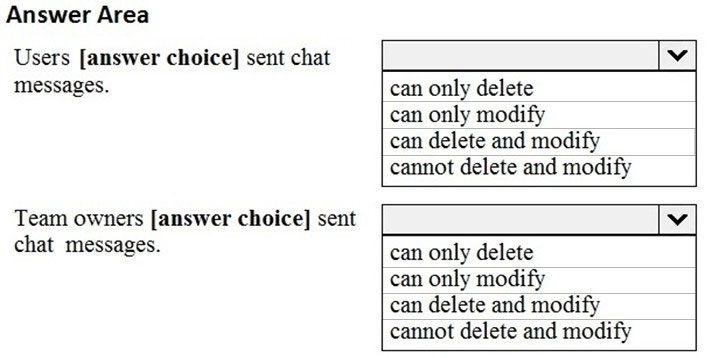 Answer Area
Users [answer choice] sent chat
messages.
can only delete
can only modify
can delete and modify
cannot delete and modify
Team owners [answer choice] sent
chat messages.
can only delete
can only modify
can delete and modify
cannot delete and modify